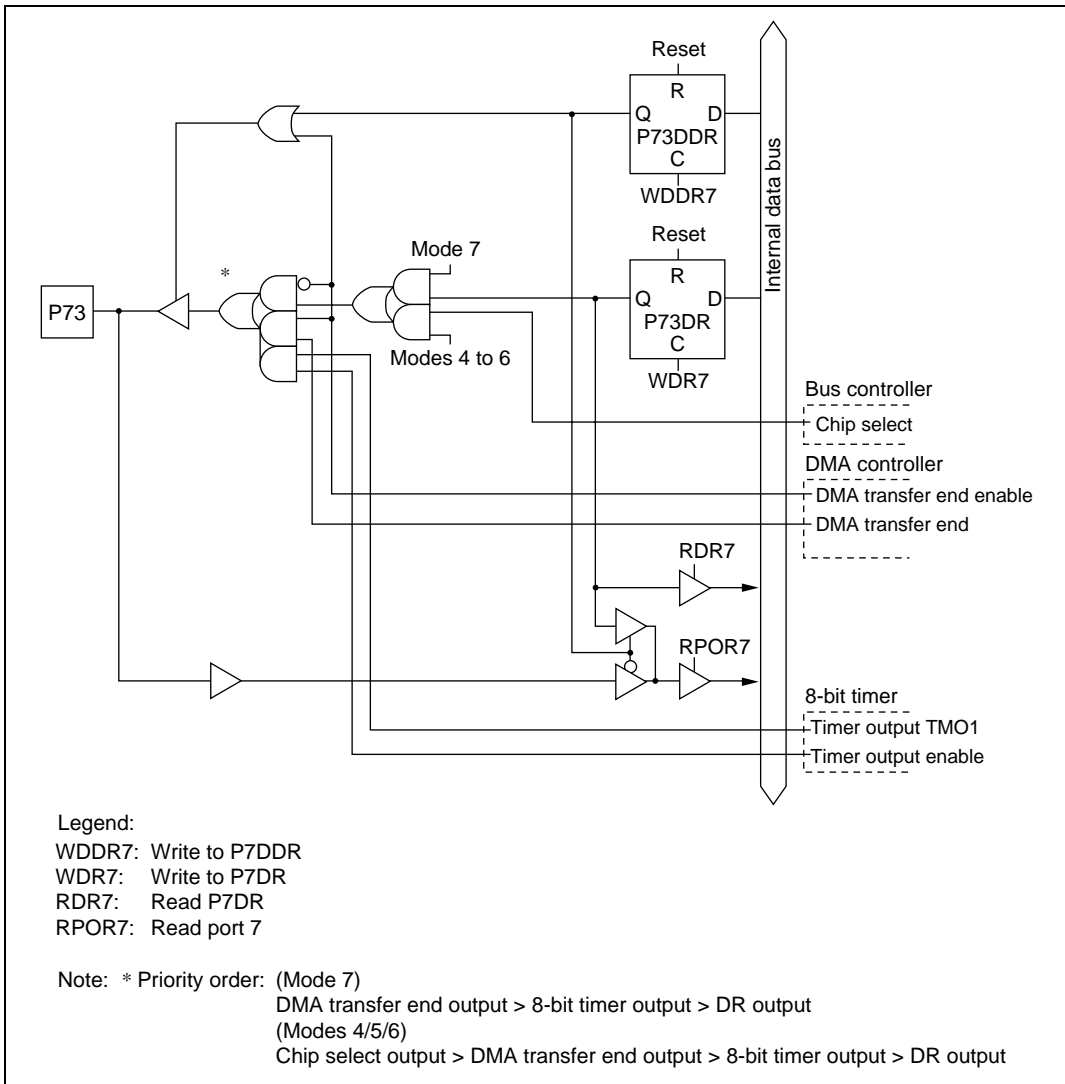 Reset
R
Q D
P73DDR
C
WDDR7
Reset
Mode 7
R
Q D
P73DR
C
WDR7
*
P73
Modes 4 to 6
Internal data bus
Bus controller
Chip select
DMA controller
DMA transfer end enable
DMA transfer end
RDR7
RPOR7
8-bit timer
Timer output TMO1
Timer output enable
Legend:
WDDR7: Write to P7DDR
WDR7: Write to P7DR
RDR7: Read P7DR
RPOR7: Read port 7
Note: * Priority order: (Mode 7)
DMA transfer end output > 8-bit timer output > DR output
(Modes 4/5/6)
Chip select output > DMA transfer end output > 8-bit timer output > DR output